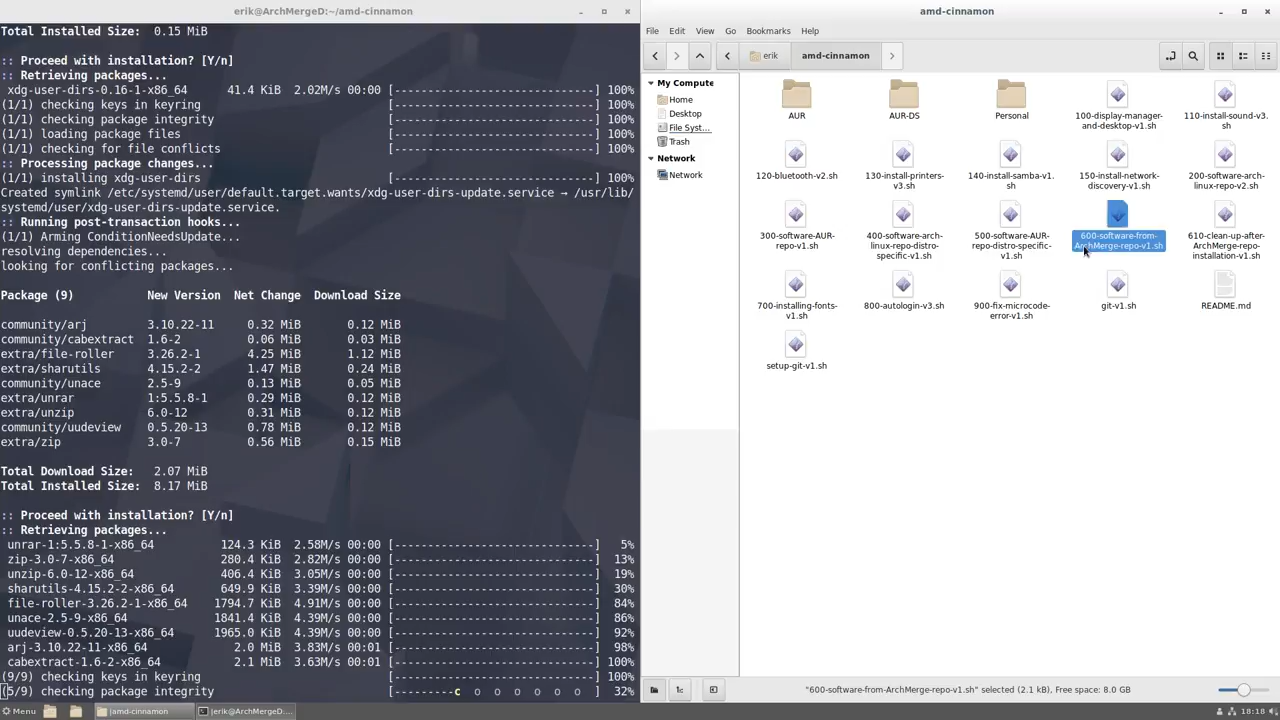 erik@ArchMergeD:~/amd-cinnamon
Total Installed Size:  0.15 MiB
:: Proceed with installation? [Y/n]
:: Retrieving packages...
xdg-user-dirs-0.16-1-x86_64      41.4 KiB  2.02M/s 00:00 [------------------------------] 100%
(1/1) checking keys in keyring                           [------------------------------] 100%
(1/1) checking package integrity                         [------------------------------] 100%
(1/1) loading package files                              [------------------------------] 100%
(1/1) checking for file conflicts                        [------------------------------] 100%
:: Processing package changes...
(1/1) installing xdg-user-dirs                           [------------------------------] 100%
Created symlink /etc/systemd/user/default.target.wants/xdg-user-dirs-update.service → /usr/lib/
systemd/user/xdg-user-dirs-update.service.
:: Running post-transaction hooks...
(1/1) Arming ConditionNeedsUpdate...
resolving dependencies...
looking for conflicting packages...
Package (9)           New Version  Net Change  Download Size
community/arj         3.10.22-11     0.32 MiB       0.12 MiB
community/cabextract  1.6-2          0.06 MiB       0.03 MiB
extra/file-roller     3.26.2-1       4.25 MiB       1.12 MiB
extra/sharutils       4.15.2-2       1.47 MiB       0.24 MiB
community/unace       2.5-9          0.13 MiB       0.05 MiB
extra/unrar           1:5.5.8-1      0.29 MiB       0.12 MiB
extra/unzip           6.0-12         0.31 MiB       0.12 MiB
community/uudeview    0.5.20-13      0.78 MiB       0.12 MiB
extra/zip             3.0-7          0.56 MiB       0.15 MiB
Total Download Size:   2.07 MiB
Total Installed Size:  8.17 MiB
:: Proceed with installation? [Y/n]
:: Retrieving packages...
unrar-1:5.5.8-1-x86_64          124.3 KiB  2.58M/s 00:00 [------------------------------]   5%
zip-3.0-7-x86_64                280.4 KiB  2.82M/s 00:00 [------------------------------]  13%
unzip-6.0-12-x86_64             406.4 KiB  3.05M/s 00:00 [------------------------------]  19%
sharutils-4.15.2-2-x86_64       649.9 KiB  3.39M/s 00:00 [------------------------------]  30%
file-roller-3.26.2-1-x86_64    1794.7 KiB  4.91M/s 00:00 [------------------------------]  84%
unace-2.5-9-x86_64             1841.4 KiB  4.39M/s 00:00 [------------------------------]  86%
uudeview-0.5.20-13-x86_64      1965.0 KiB  4.39M/s 00:00 [------------------------------]  92%
arj-3.10.22-11-x86_64             2.0 MiB  3.83M/s 00:01 [------------------------------]  98%
cabextract-1.6-2-x86_64           2.1 MiB  3.63M/s 00:01 [------------------------------] 100%
(9/9) checking keys in keyring                           [------------------------------] 100%
(5/9) checking package integrity                         [---------c  o  o  o  o  o  o ]  32%
amd-cinnamon
File Edit View Go Bookmarks Help
erik amd-cinnamon
My Compute
Home
Desktop
File Syst...
Trash
Network
Network
AUR
AUR-DS
Personal
100-display-manager-
and-desktop-v1.sh
110-install-sound-v3.
sh
120-bluetooth-v2.sh
130-install-printers-
v3.sh
140-install-samba-v1.
sh
150-install-network-
discovery-v1.sh
200-software-arch-
linux-repo-v2.sh
300-software-AUR-
repo-v1.sh
400-software-arch-
linux-repo-distro-
specific-v1.sh
500-software-AUR-
repo-distro-specific-
v1.sh
600-software-from-
ArchMerge-repo-v1.sh
610-clean-up-after-
ArchMerge-repo-
installation-v1.sh
700-installing-fonts-
v1.sh
800-autologin-v3.sh
900-fix-microcode-
error-v1.sh
git-v1.sh
README.md
setup-git-v1.sh
"600-software-from-ArchMerge-repo-v1.sh" selected (2.1 kB), Free space: 8.0 GB
Menu
[amd-cinnamon
[erik@ArchMergeD:...
18:18